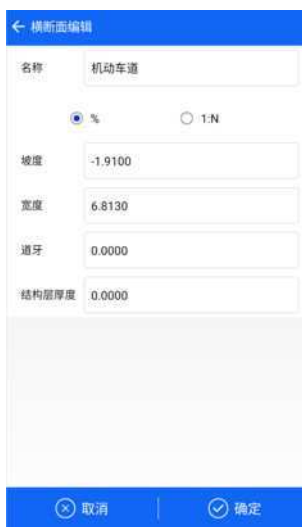 横断面编辑
名称 机动车道
% 1:N
坡度 -1.9100
宽度 6.8130
道牙 0.0000
结构层厚度 0.0000
取消 确定